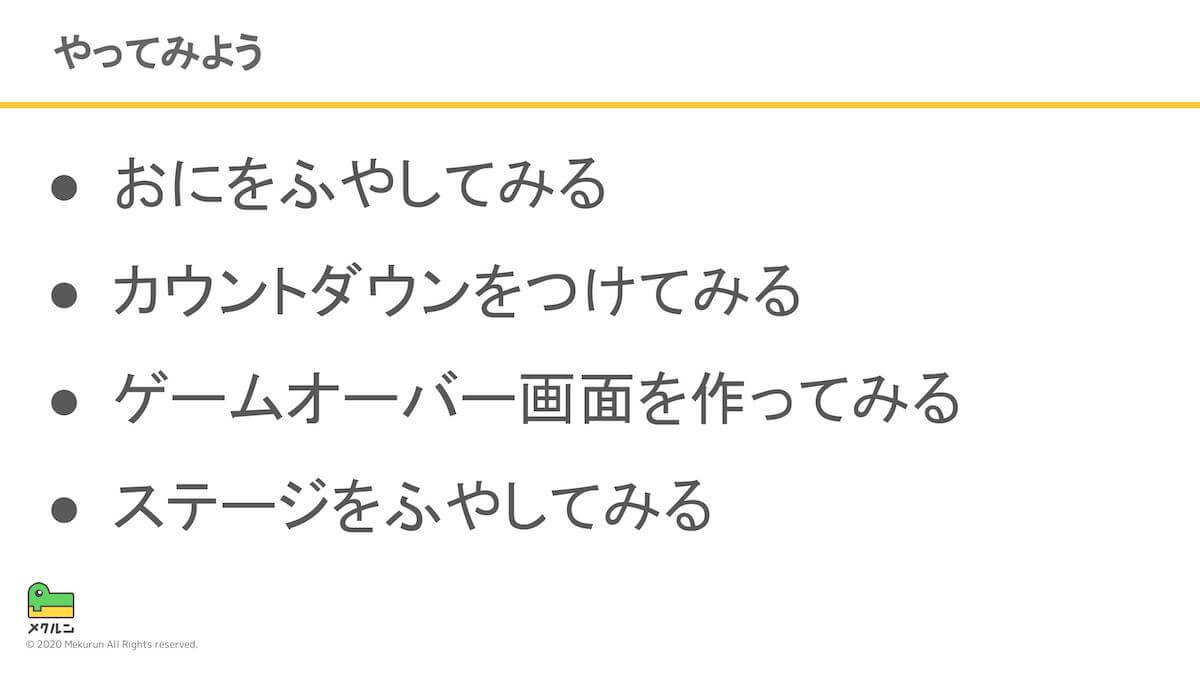 やってみよう
● おにをふやしてみる
● カウントダウンをつけてみる
● ゲームオーバー画面を作ってみる
● ステージをふやしてみる
メクルン
© 2020 Mekurun All Rights reserved.